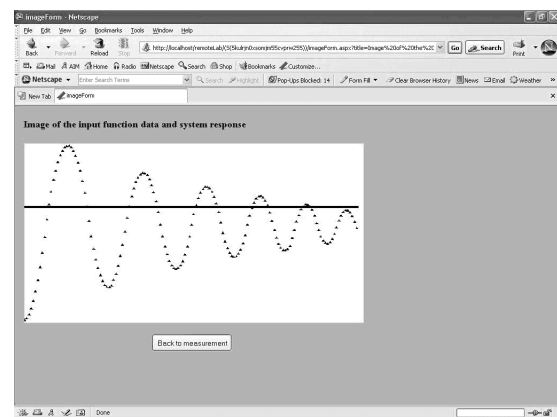 imageForm - Netscape
File Edit View Go Bookmarks Tools Window Help
Back Forward Reload Stop Go Search Print
Mail AIM Home Radio Netscape Search Shop Bookmarks Customize...
Netscape Enter Search Terms Search Highlight Pop-Ups Blocked: 14 Form Fill Clear Browser History News Email Weather »
New Tab imageForm
Image of the input function data and system response
Back to measurement
Done